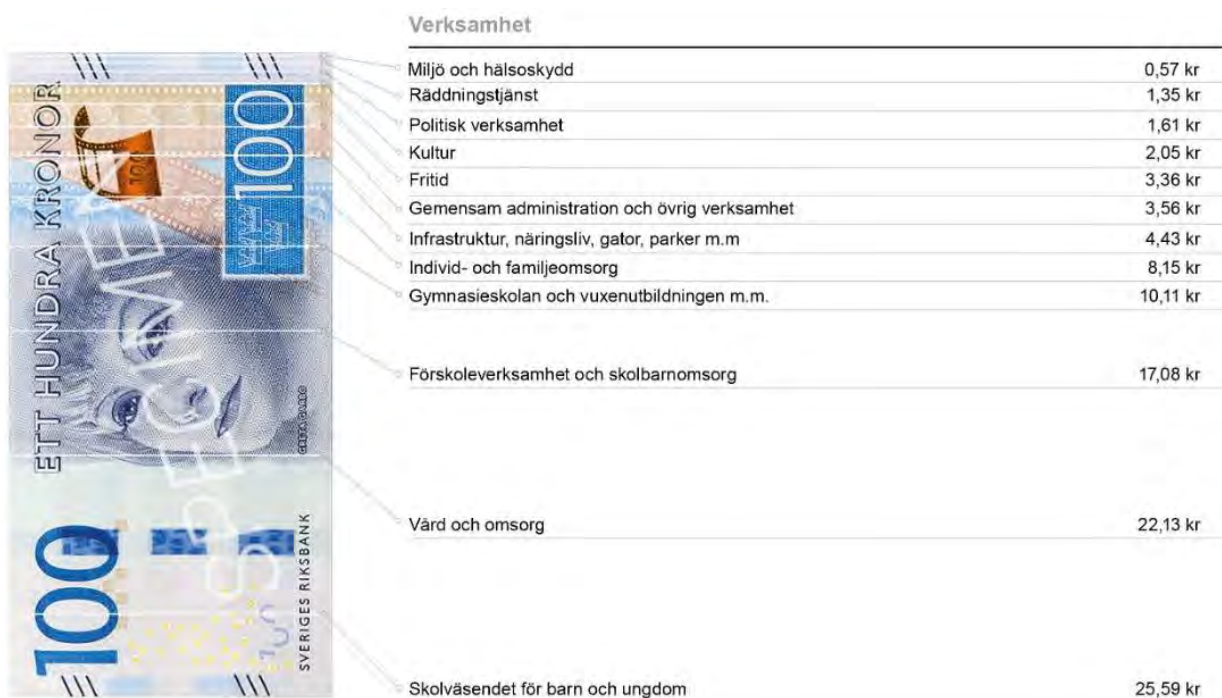 Verksamhet
Miljö och hälsoskydd 0,57 kr
Räddningstjänst 1,35 kr
Politisk verksamhet 1,61 kr
Kultur 2,05 kr
Fritid 3,36 kr
Gemensam administration och övrig verksamhet 3,56 kr
Infrastruktur, näringsliv, gator, parker m.m 4,43 kr
Individ- och familjeomsorg 8,15 kr
Gymnasieskolan och vuxenutbildningen m.m. 10,11 kr
Förskoleverksamhet och skolbarnomsorg 17,08 kr
Vård och omsorg 22,13 kr
Skolväsendet för barn och ungdom 25,59 kr
ETT HUNDRA KRONOR
100
100
100
SPECIMEN
GRETA GARBO
SVERIGES RIKSBANK
100